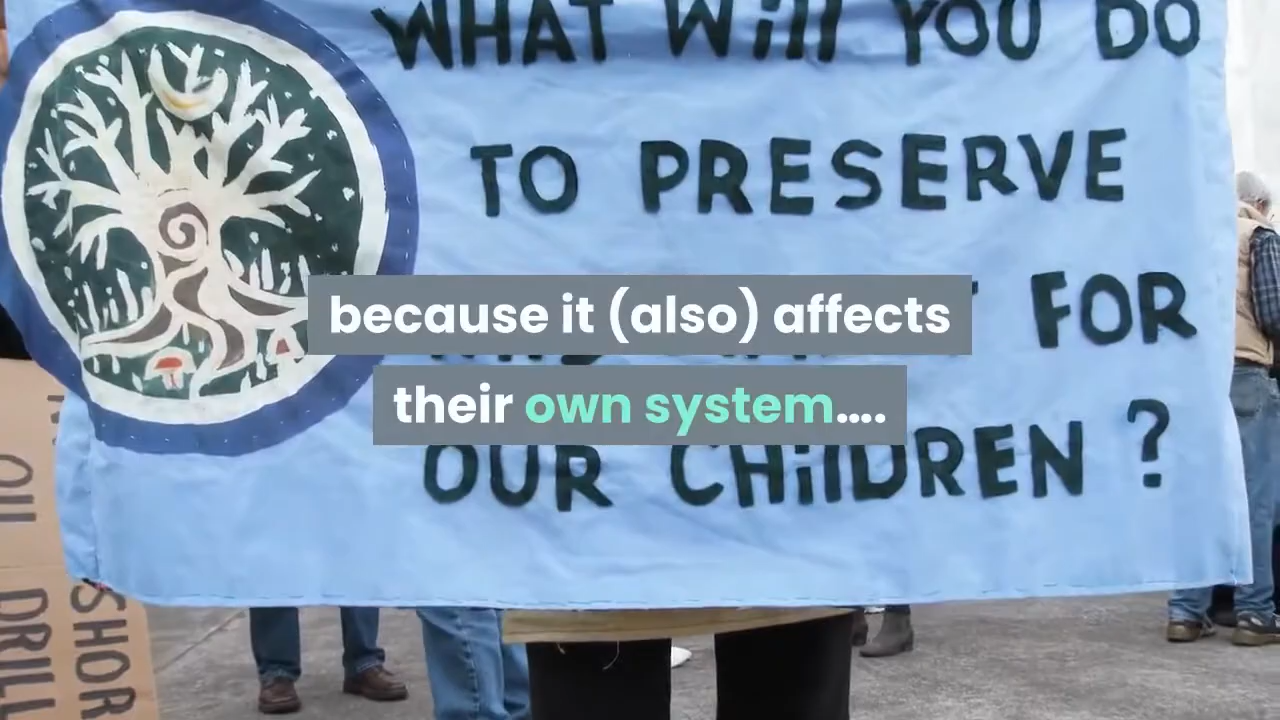 WHAT Will YOU DO
TO PRESERVE
FOR
because it (also) affects
their own system....
OUR CHilDREN ?
OIL DRILL
SHOR